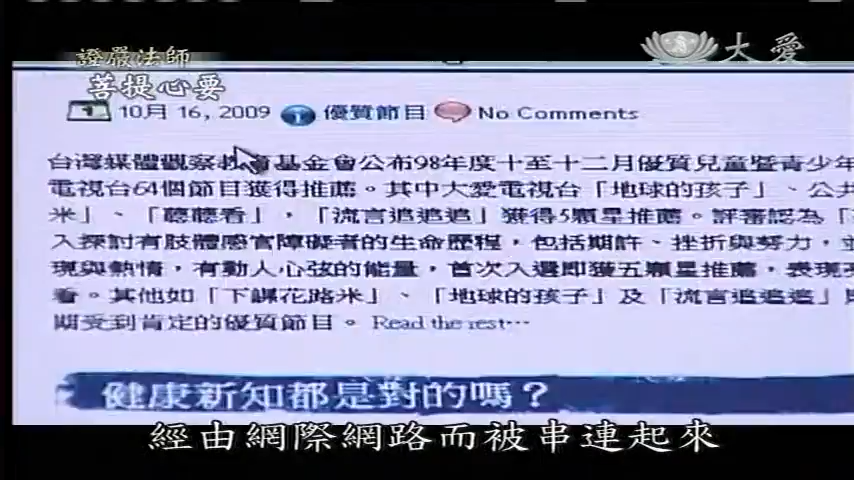 證嚴法師
大愛
菩提心要
10月 16, 2009 優質節目 No Comments
台灣媒體觀察教育基金會公布98年度十至十二月優質兒童暨青少年
電視台64個節目獲得推薦。其中大愛電視台「地球的孩子」、公共
米」、「聽聽看」，「流言追追追」獲得5顆星推薦。評審認為「
入探討有肢體感官障礙者的生命歷程，包括期許、挫折與努力，並
現與熱情，有動人心弦的能量，首次入選即獲五顆星推薦，表現
看。其他如「下課花路米」、「地球的孩子」及「流言追追追」
期受到肯定的優質節目。 Read the rest…
健康新知都是對的嗎？
經由網際網路而被串連起來